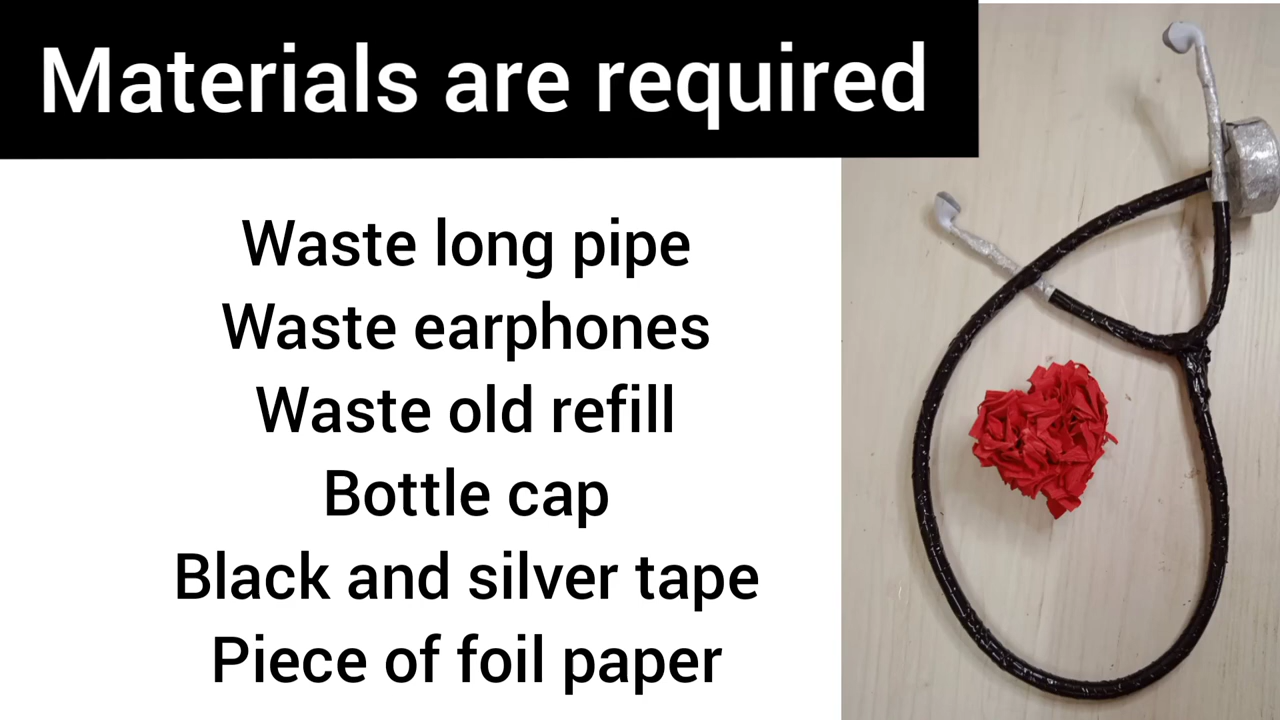 Materials are required
Waste long pipe
Waste earphones
Waste old refill
Bottle cap
Black and silver tape
Piece of foil paper